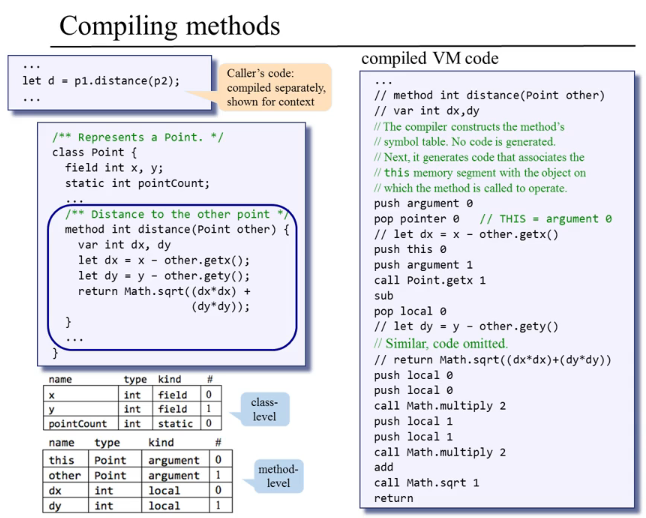 Compiling methods
...
let d = p1.distance(p2);
...
Caller's code:
compiled separately,
shown for context
/** Represents a Point. */
class Point {
field int x, y;
static int pointCount;
...
/** Distance to the other point */
method int distance(Point other) {
var int dx, dy
let dx = x – other.getx();
let dy = y – other.gety();
return Math.sqrt((dx*dx) +
(dy*dy));
}
...
}
name type kind #
x int field 0
y int field 1
pointCount int static 0
class-
level
name type kind #
this Point argument 0
other Point argument 1
dx int local 0
dy int local 1
method-
level
compiled VM code
...
// method int distance(Point other)
// var int dx,dy
// The compiler constructs the method's
// symbol table. No code is generated.
// Next, it generates code that associates the
// this memory segment with the object on
// which the method is called to operate.
push argument 0
pop pointer 0 // THIS = argument 0
// let dx = x – other.getx()
push this 0
push argument 1
call Point.getx 1
sub
pop local 0
// let dy = y – other.gety()
// Similar, code omitted.
// return Math.sqrt((dx*dx)+(dy*dy))
push local 0
push local 0
call Math.multiply 2
push local 1
push local 1
call Math.multiply 2
add
call Math.sqrt 1
return